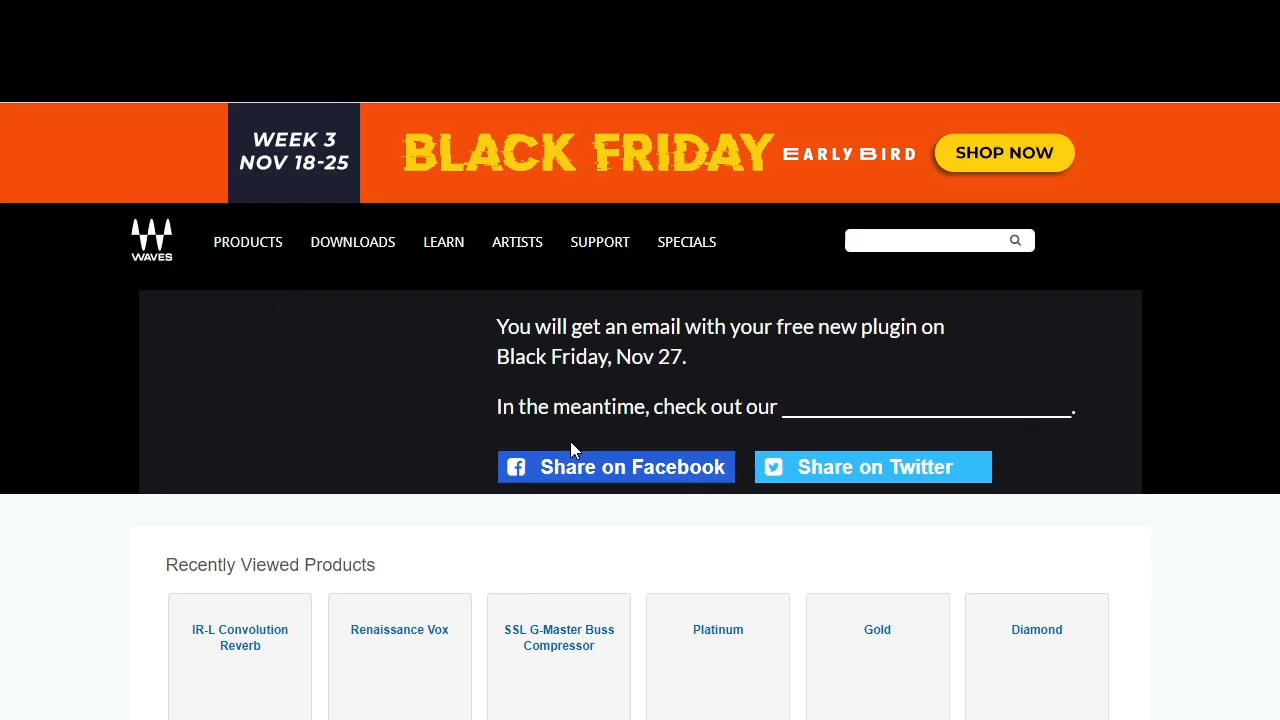 WEEK 3
NOV 18-25
BLACK FRIDAY EARLY BIRD SHOP NOW
WAVES
PRODUCTS DOWNLOADS LEARN ARTISTS SUPPORT SPECIALS
You will get an email with your free new plugin on
Black Friday, Nov 27.
In the meantime, check out our .
Share on Facebook Share on Twitter
Recently Viewed Products
IR-L Convolution
Reverb
Renaissance Vox
SSL G-Master Buss
Compressor
Platinum
Gold
Diamond